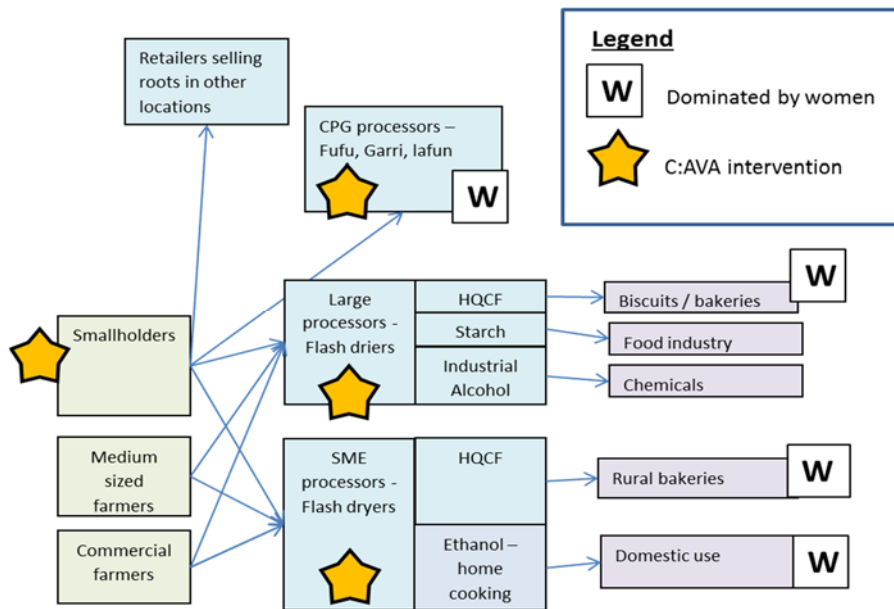 Retailers selling
roots in other
locations
CPG processors –
Fufu, Garri, lafun
W
Legend
W
Dominated by women
C:AVA intervention
Smallholders
Medium
sized
farmers
Commercial
farmers
Large
processors -
Flash driers
HQCF
Starch
Industrial
Alcohol
Biscuits / bakeries
W
Food industry
Chemicals
SME
processors -
Flash dryers
HQCF
Ethanol –
home
cooking
Rural bakeries
W
Domestic use
W